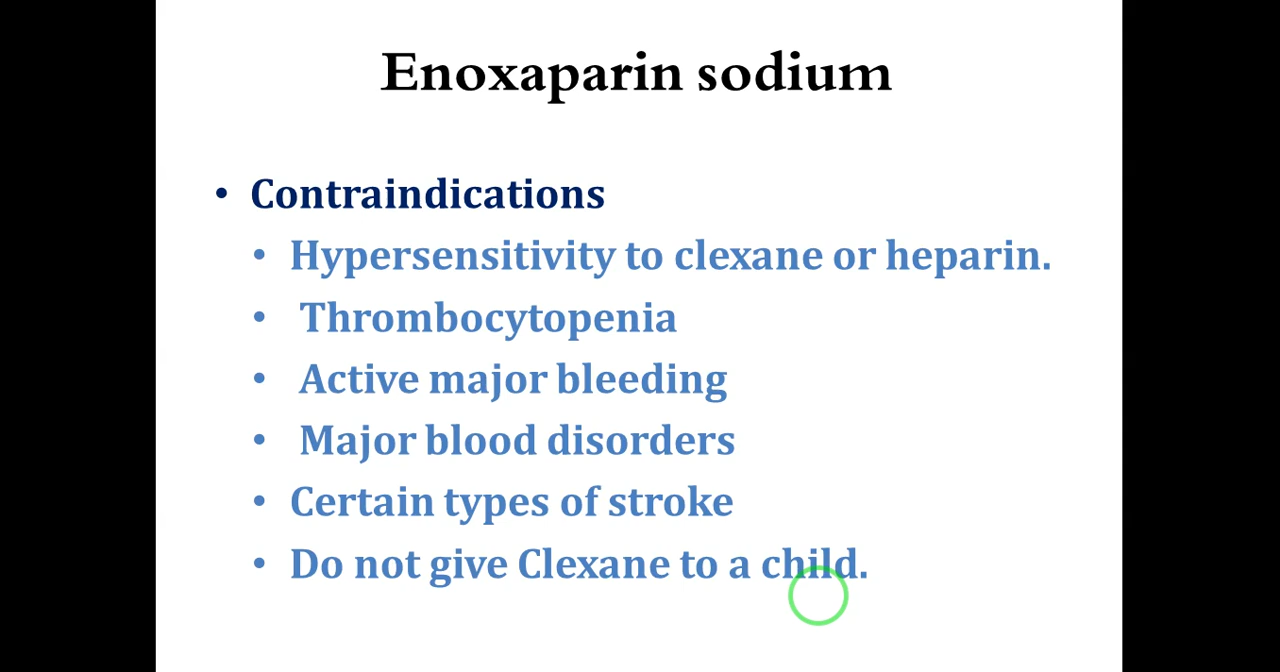 Enoxaparin sodium
• Contraindications
• Hypersensitivity to clexane or heparin.
• Thrombocytopenia
• Active major bleeding
• Major blood disorders
• Certain types of stroke
• Do not give Clexane to a child.